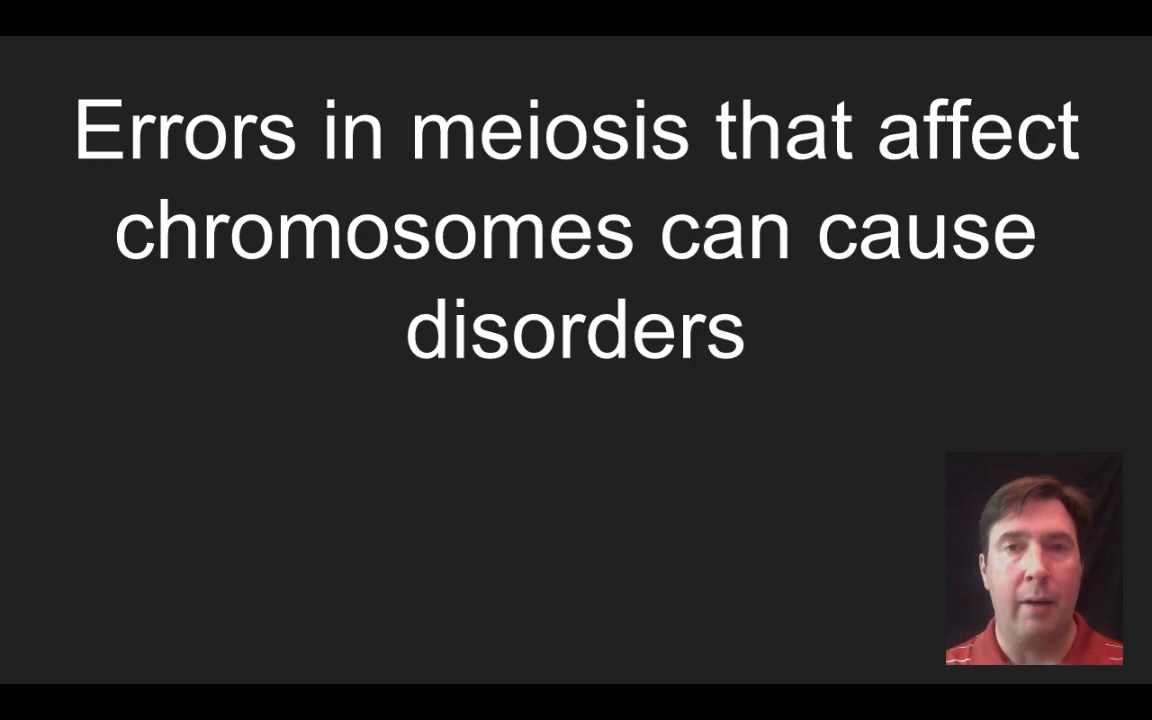 Errors in meiosis that affect
chromosomes can cause
disorders